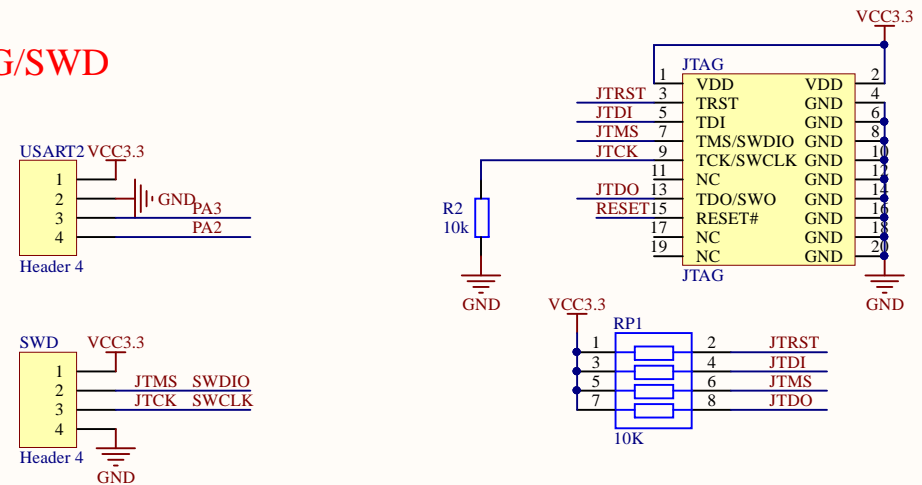 VCC3.3
G/SWD
JTAG
1 VDD VDD 2
JTRST 3 TRST GND 4
JTDI 5 TDI GND 6
JTMS 7 TMS/SWDIO GND 8
JTCK 9 TCK/SWCLK GND 10
11 NC GND 12
JTDO 13 TDO/SWO GND 14
RESET 15 RESET# GND 16
17 NC GND 18
19 NC GND 20
JTAG
GND
R2
10k
GND
USART2 VCC3.3
1
2 GND
3 PA3
4 PA2
Header 4
SWD VCC3.3
1
2 JTMS SWDIO
3 JTCK SWCLK
4
Header 4
GND
VCC3.3
RP1
1 2 JTRST
3 4 JTDI
5 6 JTMS
7 8 JTDO
10K